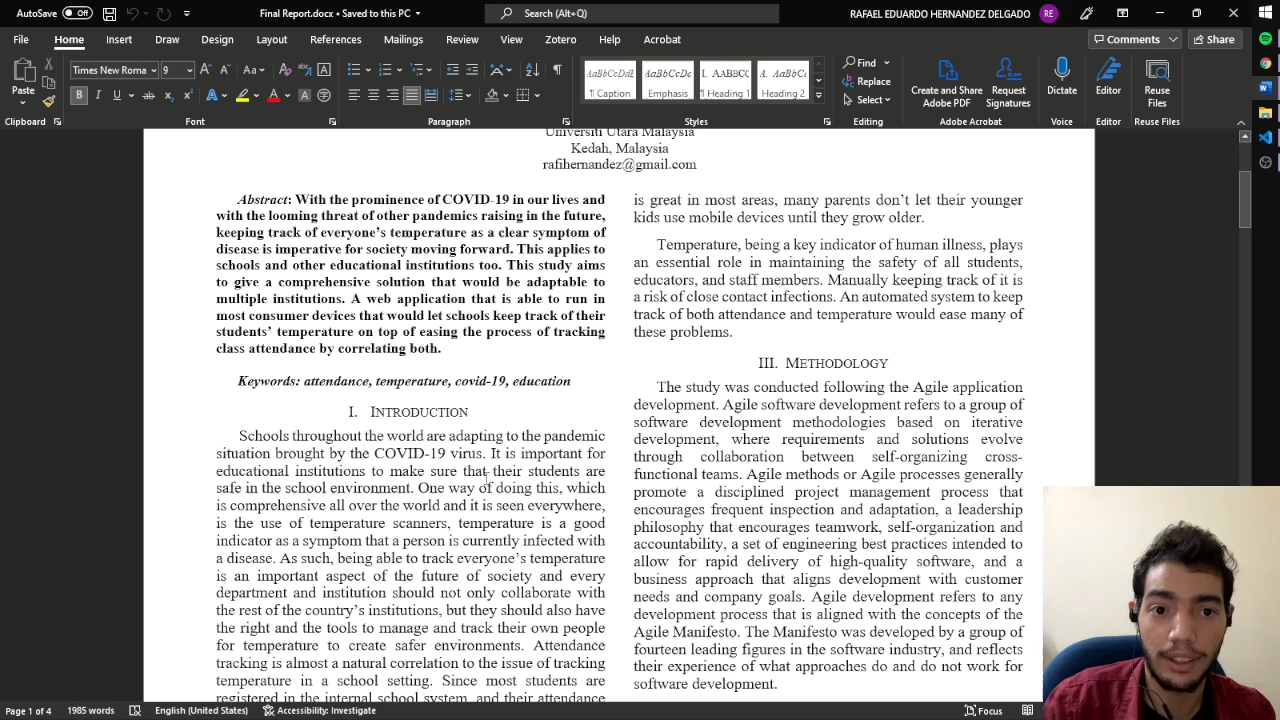 AutoSave Off
Final Report.docx • Saved to this PC
Search (Alt+Q)
RAFAEL EDUARDO HERNANDEZ DELGADO
RE
File Home Insert Draw Design Layout References Mailings Review View Zotero Help Acrobat
Comments
Share
Paste
Clipboard
Times New Roma
9
Font
Paragraph
AaBbCcDdE
¶ Caption
AaBbCcDc
Emphasis
I. AABBCC
¶ Heading 1
AaBbCc
Heading 2
Styles
Find
Replace
Select
Editing
Create and Share
Adobe PDF
Request
Signatures
Adobe Acrobat
Dictate
Voice
Editor
Editor
Reuse
Files
Reuse Files
Universiti Utara Malaysia
Kedah, Malaysia
rafihernandez@gmail.com
Abstract: With the prominence of COVID-19 in our lives and
with the looming threat of other pandemics raising in the future,
keeping track of everyone’s temperature as a clear symptom of
disease is imperative for society moving forward. This applies to
schools and other educational institutions too. This study aims
to give a comprehensive solution that would be adaptable to
multiple institutions. A web application that is able to run in
most consumer devices that would let schools keep track of their
students’ temperature on top of easing the process of tracking
class attendance by correlating both.
Keywords: attendance, temperature, covid-19, education
I. INTRODUCTION
Schools throughout the world are adapting to the pandemic
situation brought by the COVID-19 virus. It is important for
educational institutions to make sure that their students are
safe in the school environment. One way of doing this, which
is comprehensive all over the world and it is seen everywhere,
is the use of temperature scanners, temperature is a good
indicator as a symptom that a person is currently infected with
a disease. As such, being able to track everyone’s temperature
is an important aspect of the future of society and every
department and institution should not only collaborate with
the rest of the country’s institutions, but they should also have
the right and the tools to manage and track their own people
for temperature to create safer environments. Attendance
tracking is almost a natural correlation to the issue of tracking
temperature in a school setting. Since most students are
registered in the internal school system, and their attendance
is great in most areas, many parents don’t let their younger
kids use mobile devices until they grow older.
Temperature, being a key indicator of human illness, plays
an essential role in maintaining the safety of all students,
educators, and staff members. Manually keeping track of it is
a risk of close contact infections. An automated system to keep
track of both attendance and temperature would ease many of
these problems.
III. METHODOLOGY
The study was conducted following the Agile application
development. Agile software development refers to a group of
software development methodologies based on iterative
development, where requirements and solutions evolve
through collaboration between self-organizing cross-
functional teams. Agile methods or Agile processes generally
promote a disciplined project management process that
encourages frequent inspection and adaptation, a leadership
philosophy that encourages teamwork, self-organization and
accountability, a set of engineering best practices intended to
allow for rapid delivery of high-quality software, and a
business approach that aligns development with customer
needs and company goals. Agile development refers to any
development process that is aligned with the concepts of the
Agile Manifesto. The Manifesto was developed by a group of
fourteen leading figures in the software industry, and reflects
their experience of what approaches do and do not work for
software development.
Page 1 of 4
1985 words
English (United States)
Accessibility: Investigate
Focus